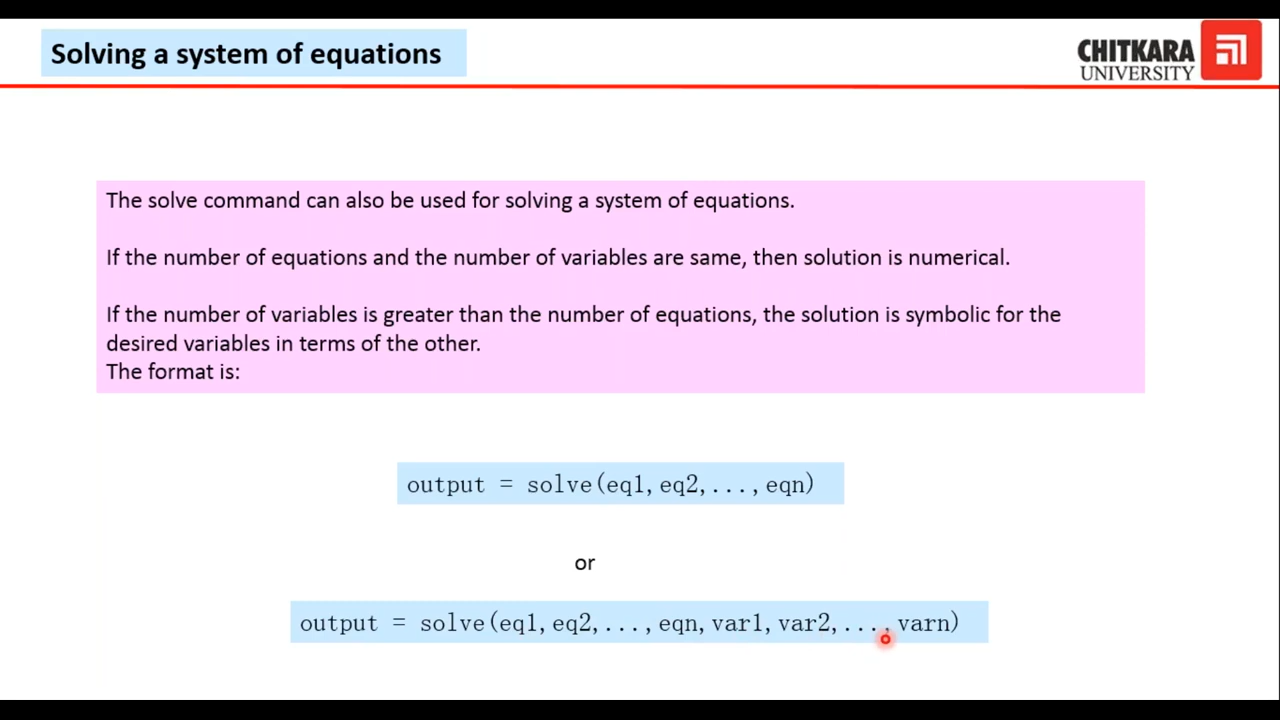 Solving a system of equations
CHITKARA
UNIVERSITY
The solve command can also be used for solving a system of equations.
If the number of equations and the number of variables are same, then solution is numerical.
If the number of variables is greater than the number of equations, the solution is symbolic for the
desired variables in terms of the other.
The format is:
output = solve(eq1, eq2,..., eqn)
or
output = solve(eq1, eq2,..., eqn, var1, var2,..., varn)